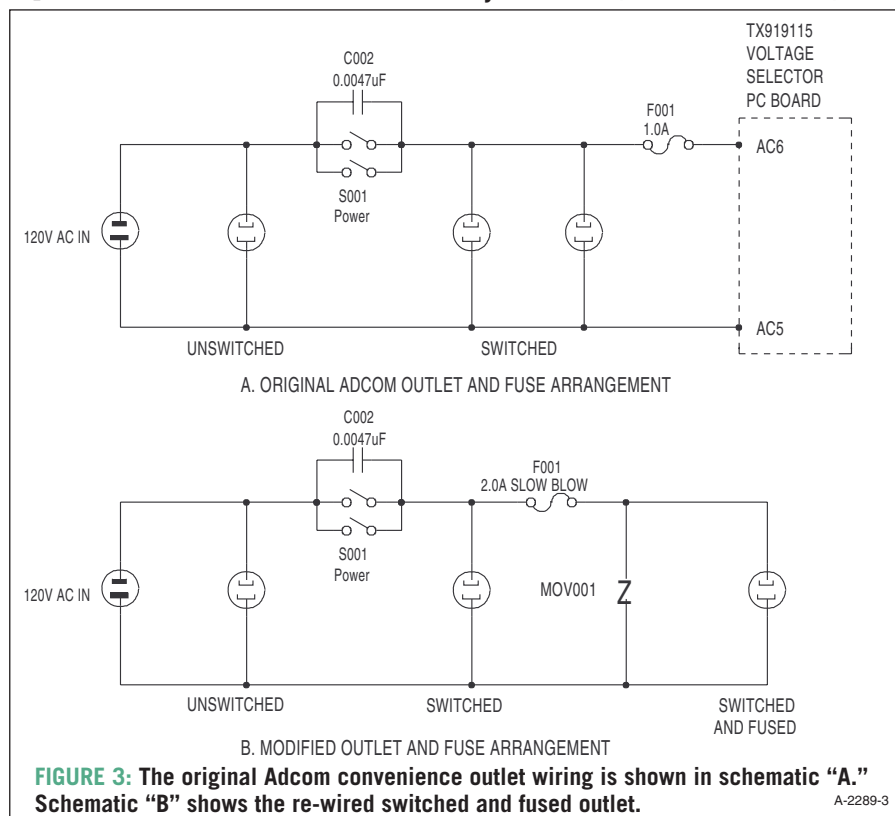 TX919115
VOLTAGE
SELECTOR
PC BOARD
C002
0.0047uF
F001
1.0A
AC6
S001
Power
120V AC IN
AC5
UNSWITCHED
SWITCHED
A. ORIGINAL ADCOM OUTLET AND FUSE ARRANGEMENT
C002
0.0047uF
F001
2.0A SLOW BLOW
S001
Power
120V AC IN
MOV001
Z
UNSWITCHED
SWITCHED
SWITCHED
AND FUSED
B. MODIFIED OUTLET AND FUSE ARRANGEMENT
FIGURE 3: The original Adcom convenience outlet wiring is shown in schematic “A.”
Schematic “B” shows the re-wired switched and fused outlet.
A-2289-3